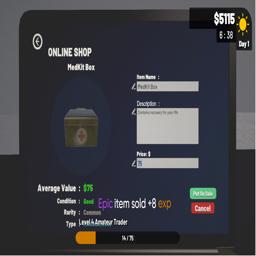 $5115
6:38
Day 1
ONLINE SHOP
MedKit Box
Item Name :
MedKit Box
Description :
Contains recovery for your life
Price: $
75
Average Value : $75
Condition : Good
Epic item sold +8 exp
Rarity : Common
Type
Level 4 Amateur Trader
Put On Sale
Cancel
14 / 75